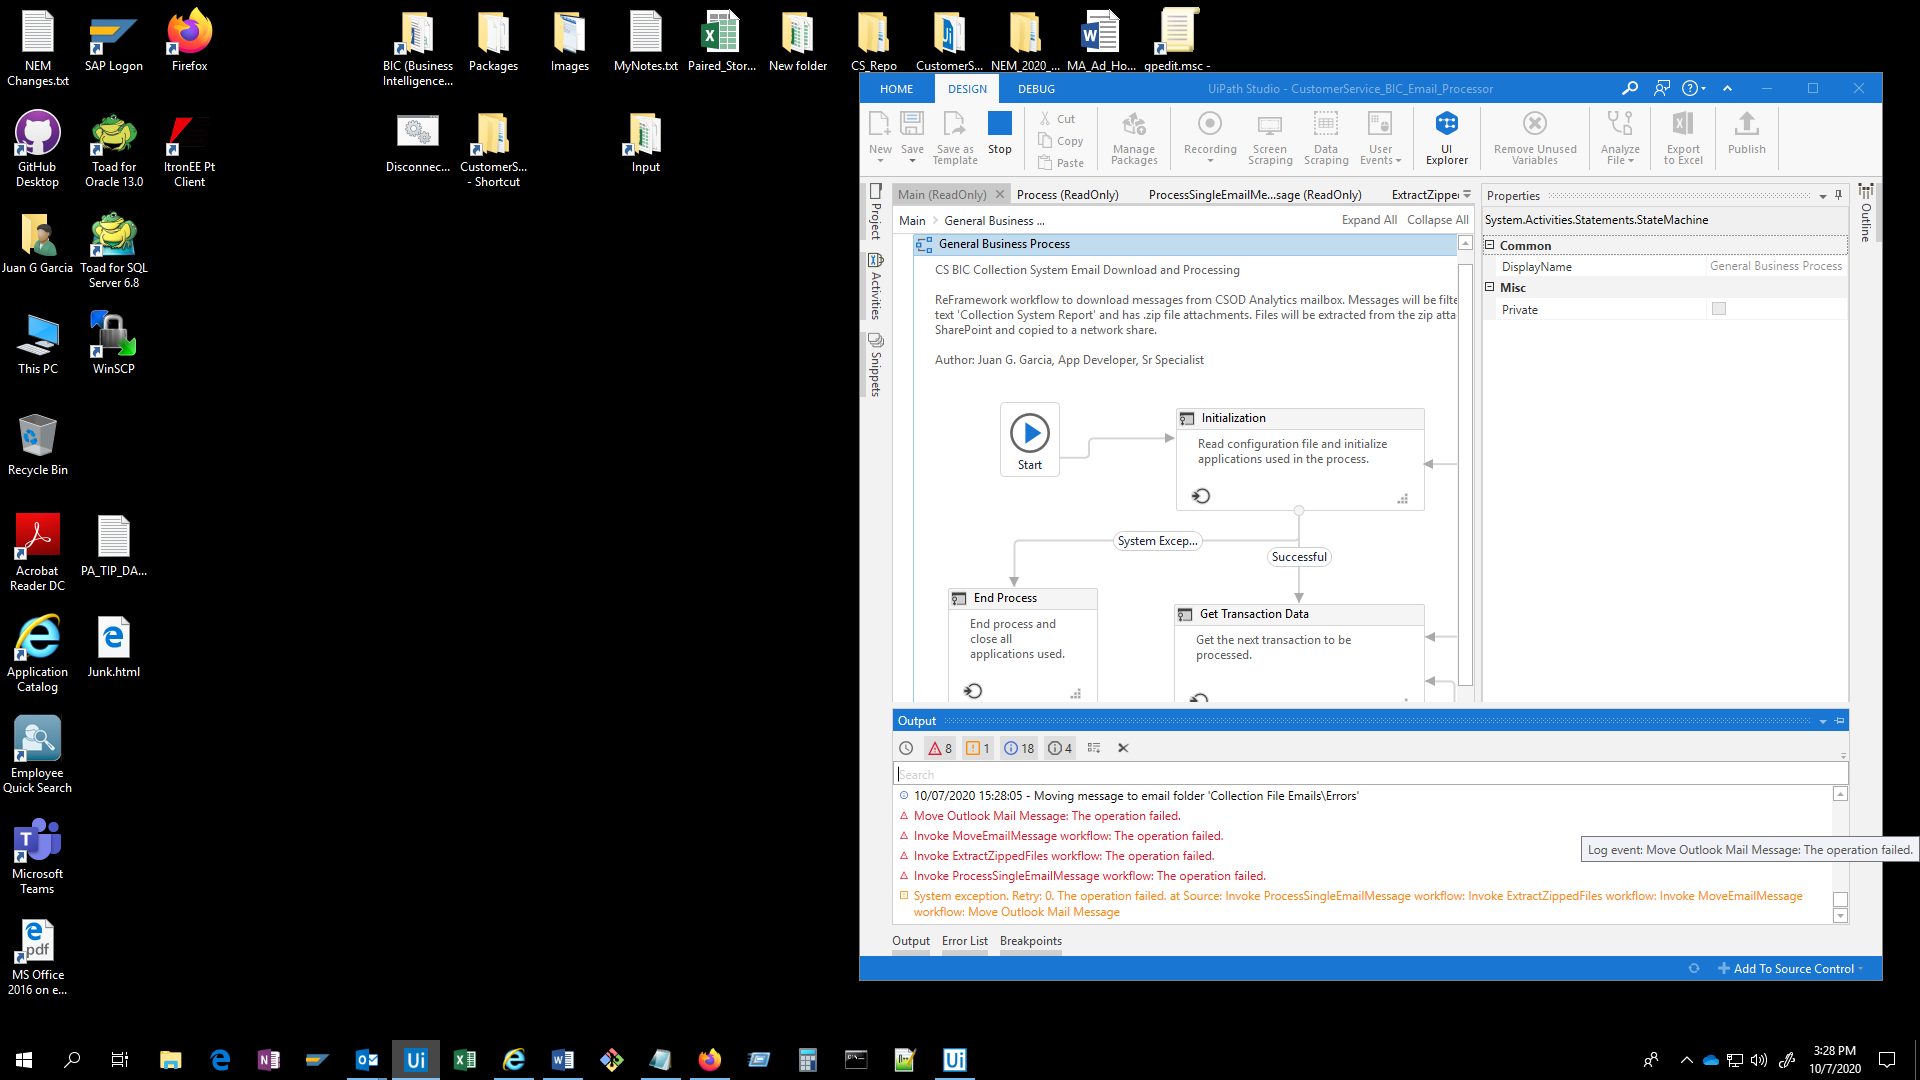 NEM
Changes.txt
SAP Logon
Firefox
BIC (Business
Intelligence...
Packages
Images
MyNotes.txt
Paired_Stor...
New folder
CS_Repo
CustomerS...
NEM_2020_...
MA_Ad_Ho...
gpedit.msc -
GitHub
Desktop
Toad for
Oracle 13.0
ItronEE Pt
Client
Disconnec...
CustomerS...
- Shortcut
Input
Juan G Garcia
Toad for SQL
Server 6.8
This PC
WinSCP
Recycle Bin
Acrobat
Reader DC
PA_TIP_DA...
Application
Catalog
Junk.html
Employee
Quick Search
Microsoft
Teams
pdf
MS Office
2016 on e...
HOME
DESIGN
DEBUG
UiPath Studio - CustomerService_BIC_Email_Processor
New
Save
Save as
Template
Stop
Cut
Copy
Paste
Manage
Packages
Recording
Screen
Scraping
Data
Scraping
User
Events
UI
Explorer
Remove Unused
Variables
Analyze
File
Export
to Excel
Publish
Project
Activities
Snippets
Main (ReadOnly)
Process (ReadOnly)
ProcessSingleEmailMe...sage (ReadOnly)
ExtractZippe
Main
General Business ...
Expand All
Collapse All
General Business Process
CS BIC Collection System Email Download and Processing
ReFramework workflow to download messages from CSOD Analytics mailbox. Messages will be filte
text 'Collection System Report' and has .zip file attachments. Files will be extracted from the zip atta
SharePoint and copied to a network share.
Author: Juan G. Garcia, App Developer, Sr Specialist
Start
Initialization
Read configuration file and initialize
applications used in the process.
System Excep...
Successful
End Process
End process and
close all
applications used.
Get Transaction Data
Get the next transaction to be
processed.
Properties
System.Activities.Statements.StateMachine
Common
DisplayName
General Business Process
Misc
Private
Outline
Output
8
1
18
4
Search
10/07/2020 15:28:05 - Moving message to email folder 'Collection File Emails\Errors'
Move Outlook Mail Message: The operation failed.
Invoke MoveEmailMessage workflow: The operation failed.
Invoke ExtractZippedFiles workflow: The operation failed.
Invoke ProcessSingleEmailMessage workflow: The operation failed.
System exception. Retry: 0. The operation failed. at Source: Invoke ProcessSingleEmailMessage workflow: Invoke ExtractZippedFiles workflow: Invoke MoveEmailMessage
workflow: Move Outlook Mail Message
Log event: Move Outlook Mail Message: The operation failed.
Output
Error List
Breakpoints
Add To Source Control
Ui
Ui
3:28 PM
10/7/2020